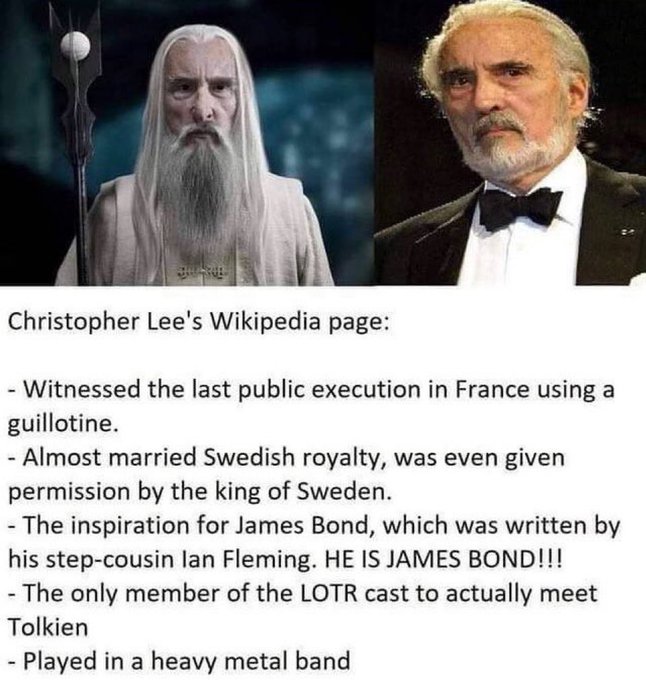 Christopher Lee's Wikipedia page:
- Witnessed the last public execution in France using a
guillotine.
- Almost married Swedish royalty, was even given
permission by the king of Sweden.
- The inspiration for James Bond, which was written by
his step-cousin Ian Fleming. HE IS JAMES BOND!!!
- The only member of the LOTR cast to actually meet
Tolkien
- Played in a heavy metal band